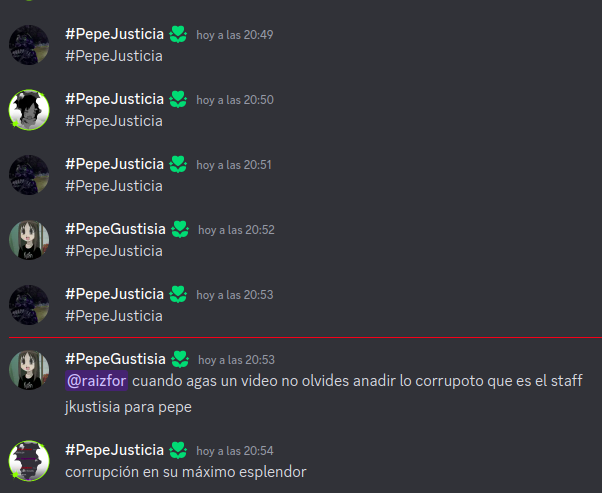 #PepeJusticia hoy a las 20:49
#PepeJusticia
#PepeJusticia hoy a las 20:50
#PepeJusticia
#PepeJusticia hoy a las 20:51
#PepeJusticia
#PepeGustisia hoy a las 20:52
#PepeJusticia
#PepeJusticia hoy a las 20:53
#PepeJusticia
#PepeGustisia hoy a las 20:53
@raizfor cuando agas un video no olvides anadir lo corrupoto que es el staff
jkustisia para pepe
#PepeJusticia hoy a las 20:54
corrupción en su máximo esplendor